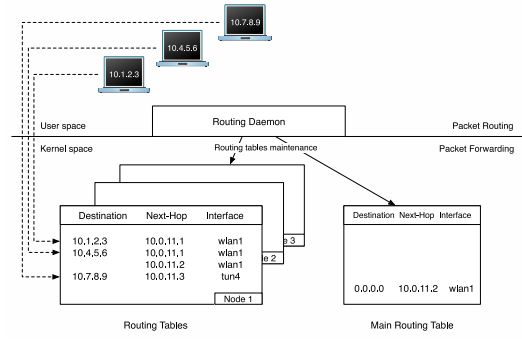 10.7.8.9
10.4.5.6
10.1.2.3
Routing Daemon
User space
Packet Routing
Kernel space
Routing tables maintenance
Packet Forwarding
Destination Next-Hop Interface
10.1.2.3 10.0.11.1 wlan1
10.4.5.6 10.0.11.1 wlan1
10.0.11.2 wlan1
10.7.8.9 10.0.11.3 tun4
Node 1
e 2
e 3
Destination Next-Hop Interface
0.0.0.0 10.0.11.2 wlan1
Routing Tables
Main Routing Table